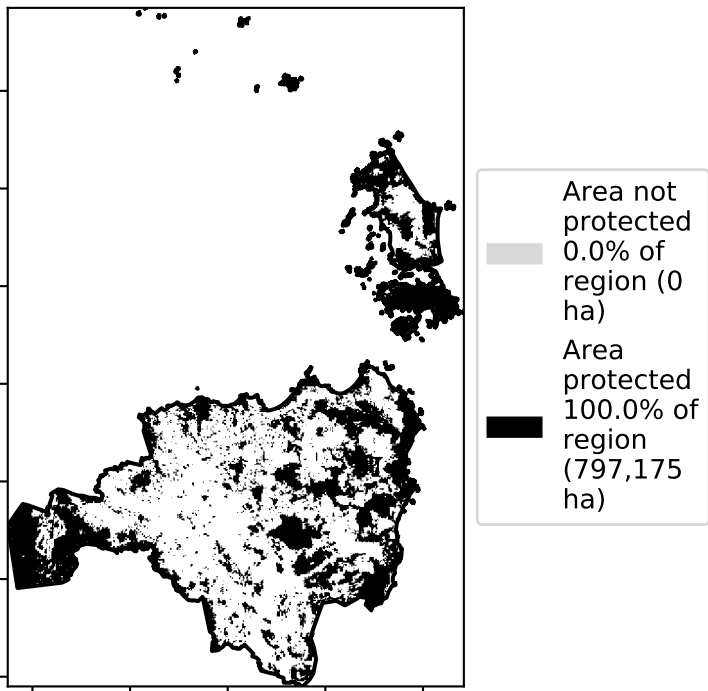 Area not
protected
0.0% of
region (0
ha)
Area
protected
100.0% of
region
(797,175
ha)